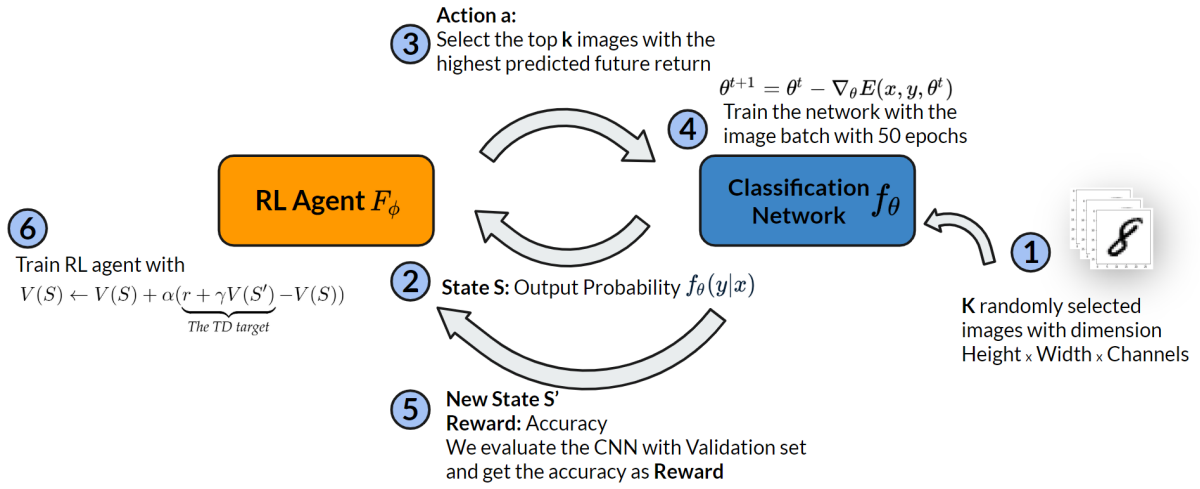 Action a:
3
Select the top k images with the
highest predicted future return
θ^{t+1} = θ^t − ∇_θ E(x, y, θ^t)
4
Train the network with the
image batch with 50 epochs
RL Agent F_ϕ
Classification
Network
f_θ
6
Train RL agent with
V(S) ← V(S) + α(r + γV(S′) −V(S))
The TD target
2
State S: Output Probability f_θ(y|x)
1
K randomly selected
images with dimension
Height x Width x Channels
5
New State S’
Reward: Accuracy
We evaluate the CNN with Validation set
and get the accuracy as Reward